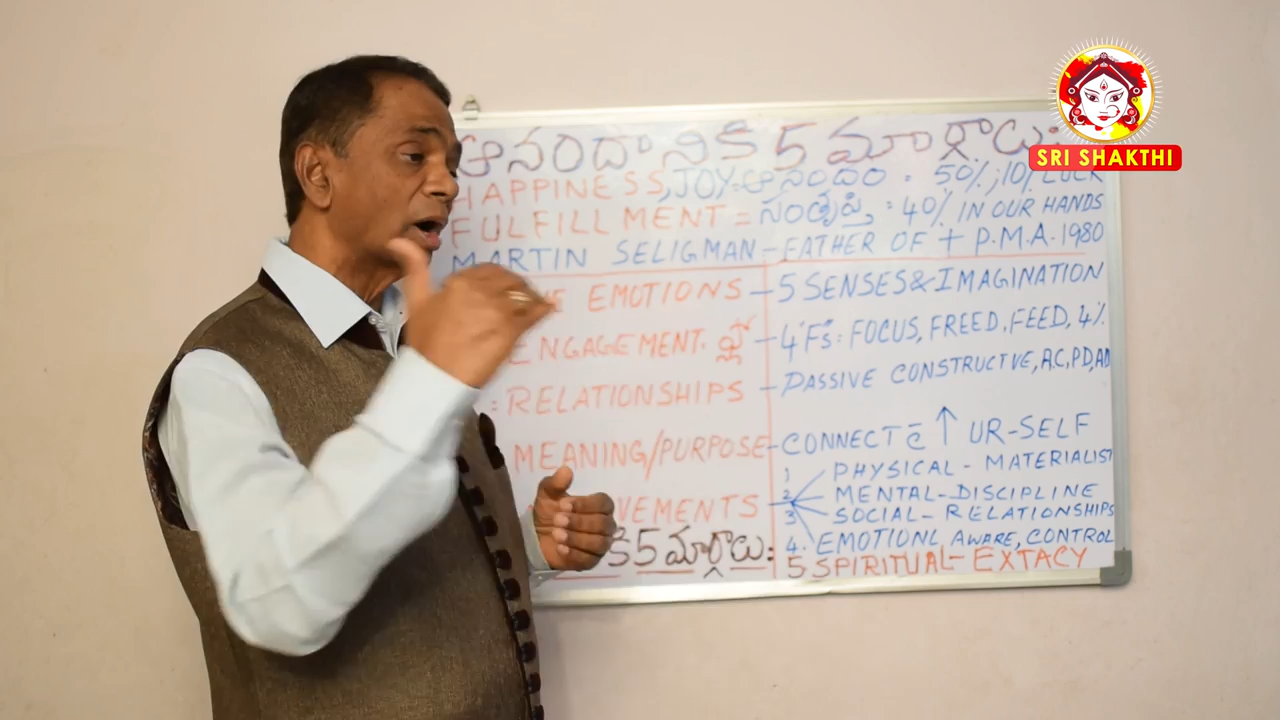 ఆనందానికి 5 మార్గాలు:
SRI SHAKTHI
HAPPINESS, JOY=ఆనందం . 50%, 10% LUCK
FULFILLMENT = సంతృప్తి : 40% IN OUR HANDS
MARTIN SELIGMAN - FATHER OF + P.M.A. 1980
EMOTIONS - 5 SENSES & IMAGINATION
ENGAGEMENT. - 4 F's: FOCUS, FREED, FEED, 4%
: RELATIONSHIPS - PASSIVE CONSTRUCTVE, A.C, PD, AD
MEANING/PURPOSE - CONNECT c̄ ↑ UR-SELF
VEMENTS
1 PHYSICAL - MATERIALIST
2 MENTAL-DISCIPLINE
3 SOCIAL- RELATIONSHIPS
4. EMOTIONL AWARE, CONTROL
కి 5 మార్గాలు:
5 SPIRITUAL- EXTACY